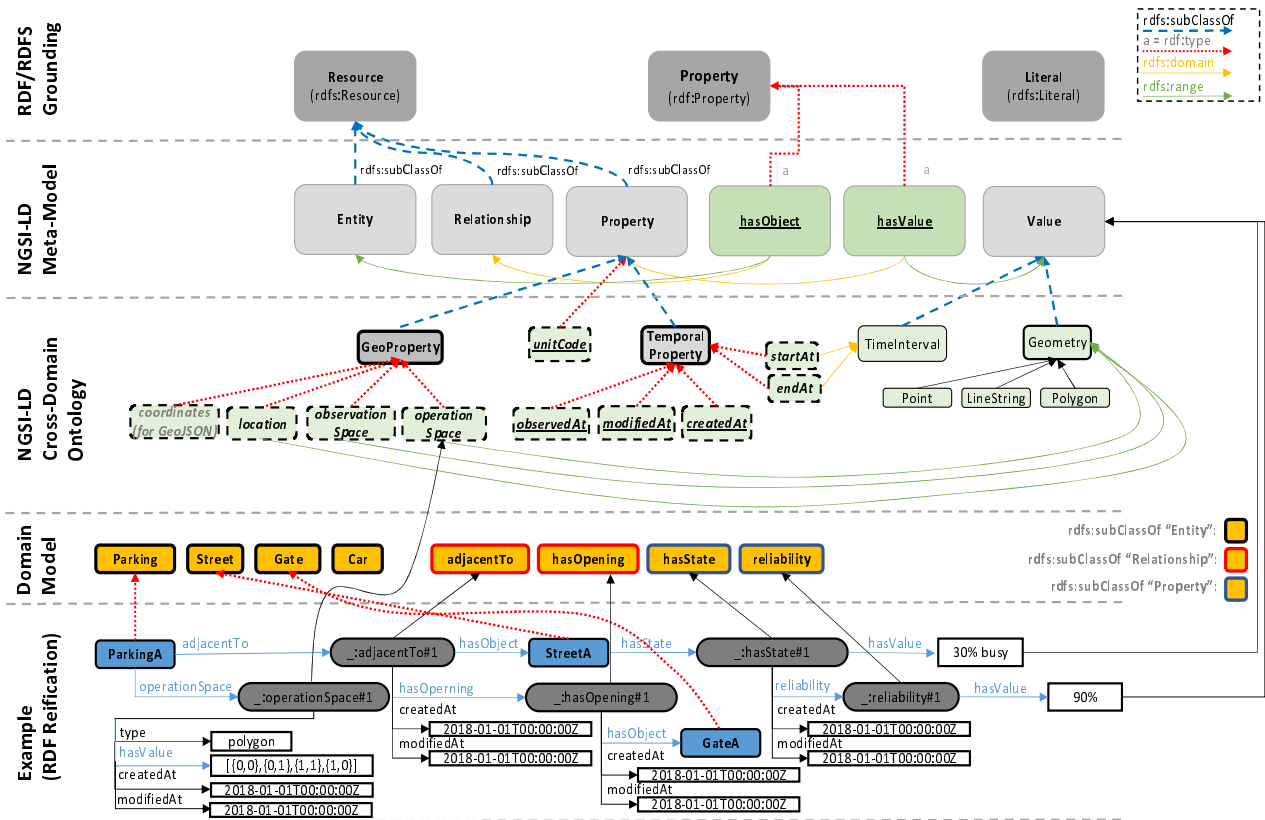 RDF/RDFS
Grounding
Resource
(rdfs:Resource)
Property
(rdf:Property)
Literal
(rdfs:Literal)
rdfs:subClassOf
a = rdf:type
rdfs:domain
rdfs:range
NGSI-LD
Meta-Model
rdfs:subClassOf
rdfs:subClassOf
rdfs:subClassOf
a
a
Entity
Relationship
Property
hasObject
hasValue
Value
NGSI-LD
Cross-Domain
Ontology
GeoProperty
unitCode
Temporal
Property
startAt
endAt
TimeInterval
Geometry
Point
LineString
Polygon
coordinates
(for GeoJSON)
location
observation
Space
operation
Space
observedAt
modifiedAt
createdAt
Domain
Model
Parking
Street
Gate
Car
adjacentTo
hasOpening
hasState
reliability
rdfs:subClassOf “Entity”:
rdfs:subClassOf “Relationship”:
rdfs:subClassOf “Property”:
Example
(RDF Reification)
ParkingA
adjacentTo
_:adjacentTo#1
hasObject
StreetA
hasState
_:hasState#1
hasValue
30% busy
operationSpace
_:operationSpace#1
hasOperning
_:hasOpening#1
reliability
_:reliability#1
hasValue
90%
createdAt
2018-01-01T00:00:00Z
modifiedAt
2018-01-01T00:00:00Z
createdAt
2018-01-01T00:00:00Z
modifiedAt
2018-01-01T00:00:00Z
type
polygon
hasValue
[{0,0},{0,1},{1,1},{1,0}]
createdAt
2018-01-01T00:00:00Z
modifiedAt
2018-01-01T00:00:00Z
hasObject
GateA
createdAt
2018-01-01T00:00:00Z
modifiedAt
2018-01-01T00:00:00Z